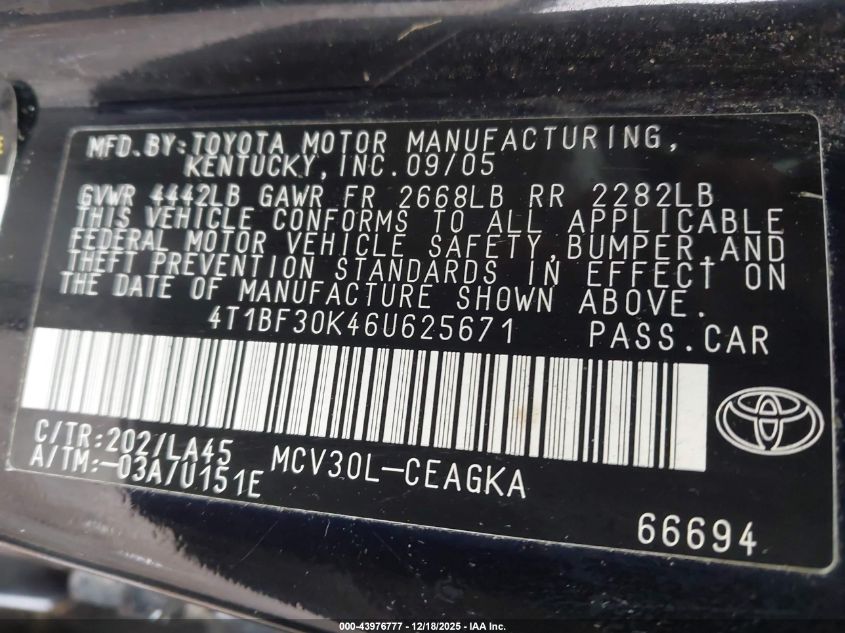 MFD.BY:TOYOTA MOTOR MANUFACTURING,
KENTUCKY,INC.09/05
GVWR 4442LB GAWR FR 2668LB RR 2282LB
THIS VEHICLE CONFORMS TO ALL APPLICABLE
FEDERAL MOTOR VEHICLE SAFETY,BUMPER,AND
THEFT PREVENTION STANDARDS IN EFFECT ON
THE DATE OF MANUFACTURE SHOWN ABOVE.
4T1BF30K46U625671 PASS.CAR
C/TR:202/LA45
A/TM:-03A/U151E
MCV30L-CEAGKA
66694
000-43976777 - 12/18/2025 - IAA Inc.